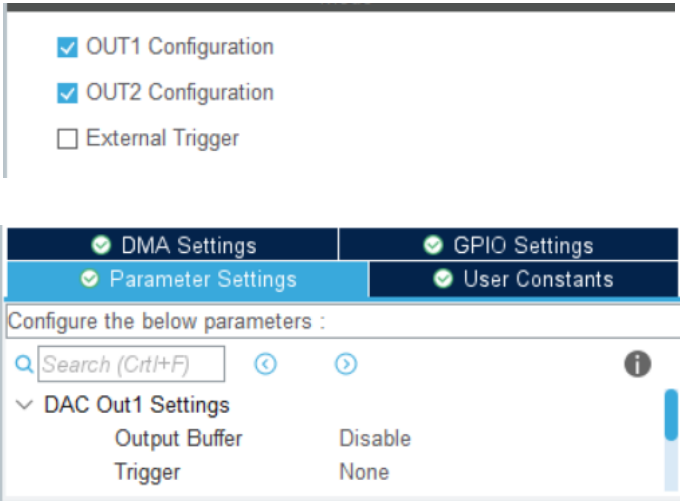 OUT1 Configuration
OUT2 Configuration
External Trigger
DMA Settings
GPIO Settings
Parameter Settings
User Constants
Configure the below parameters :
Search (Crtl+F)
DAC Out1 Settings
Output Buffer Disable
Trigger None